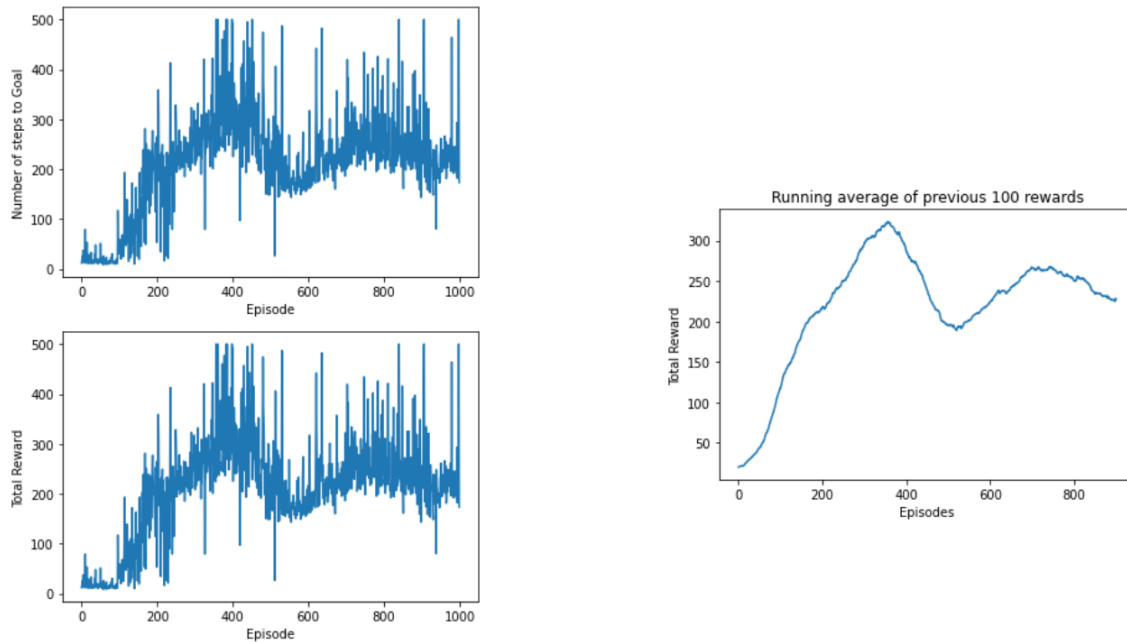 500
400
300
200
100
0
Number of steps to Goal
0 200 400 600 800 1000
Episode
500
400
300
200
100
0
Total Reward
0 200 400 600 800 1000
Episode
Running average of previous 100 rewards
300
250
200
150
100
50
Total Reward
0 200 400 600 800
Episodes